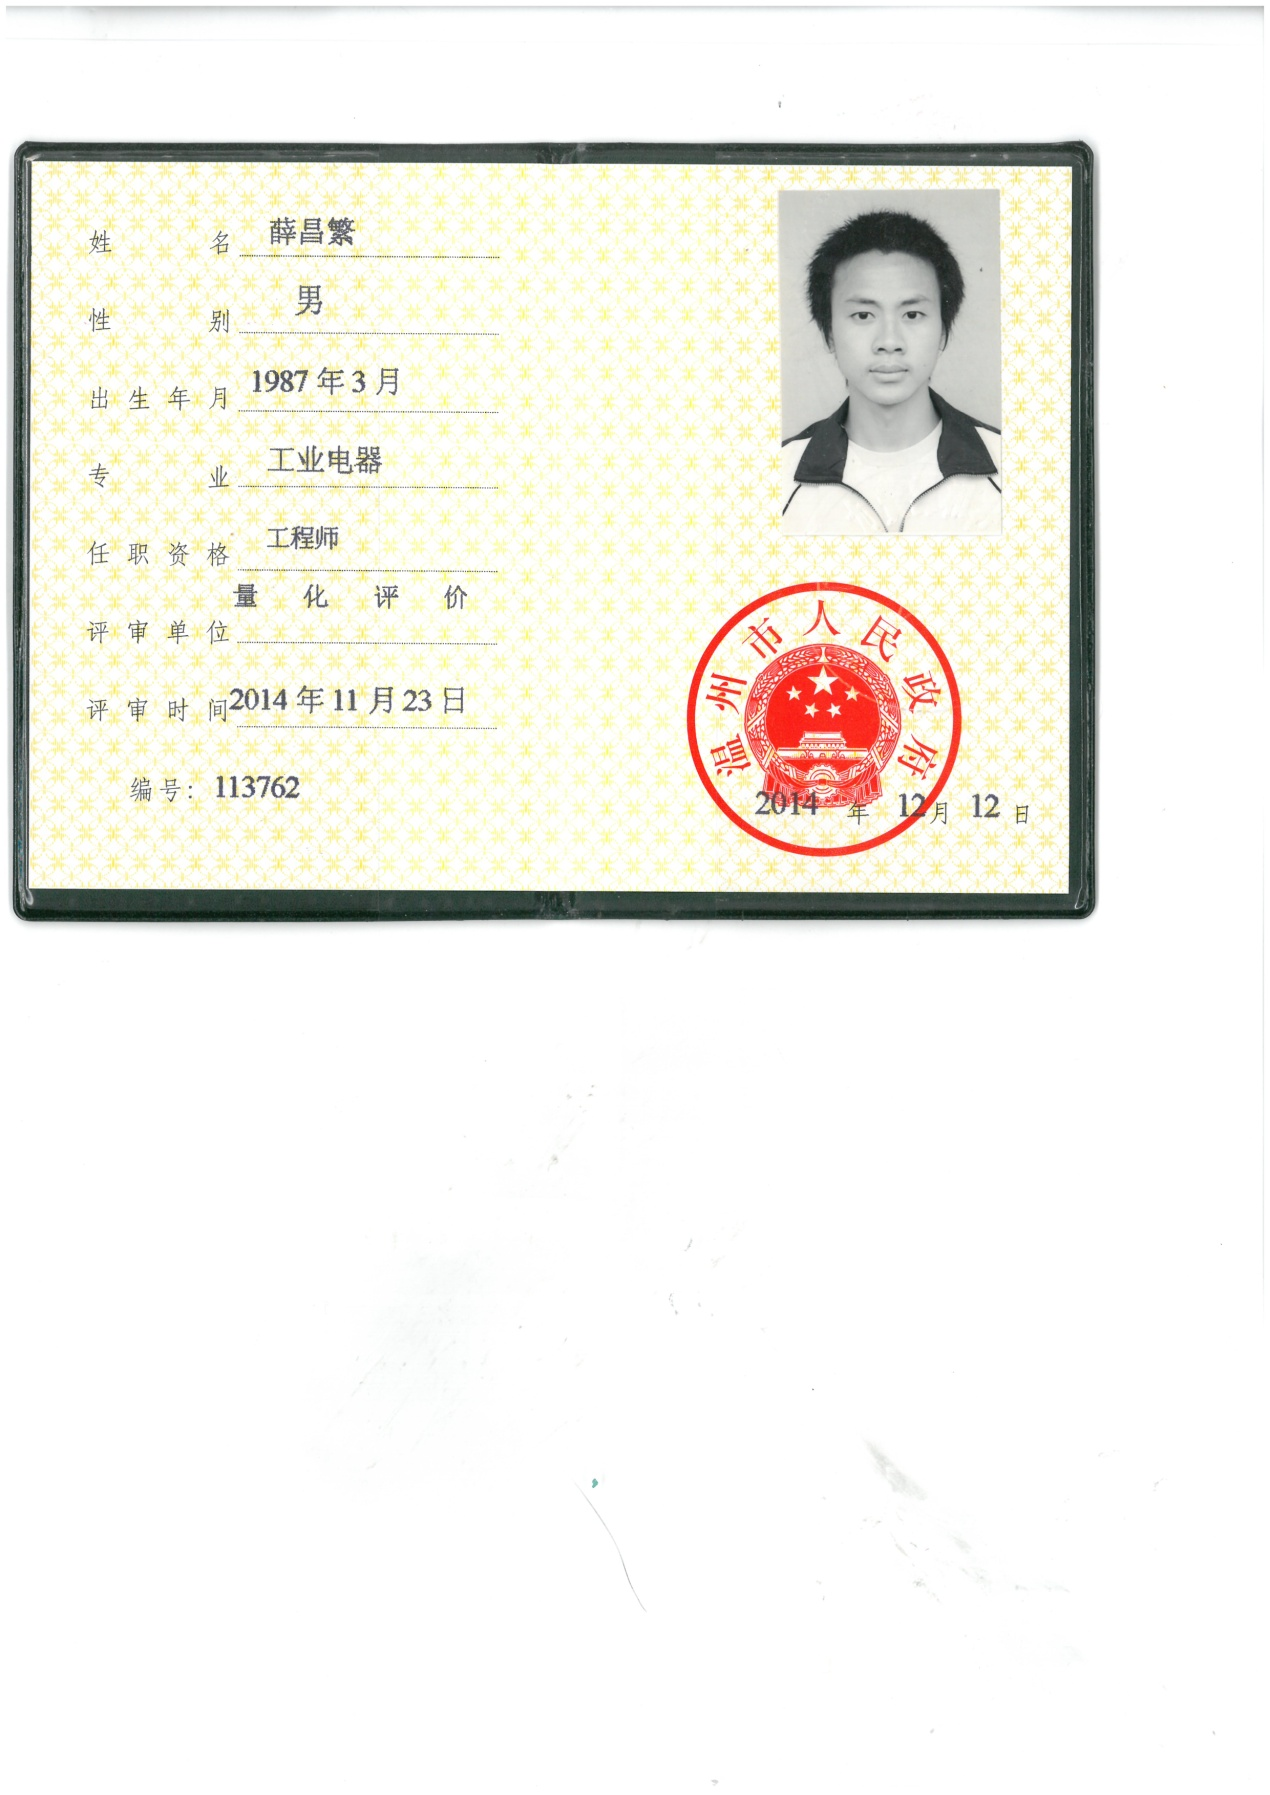 姓名 薛昌繁
性别 男
出生年月 1987年3月
专业 工业电器
任职资格 工程师
量化评价
评审单位
评审时间 2014年11月23日
编号: 113762
温州市人民政府
2014年12月12日